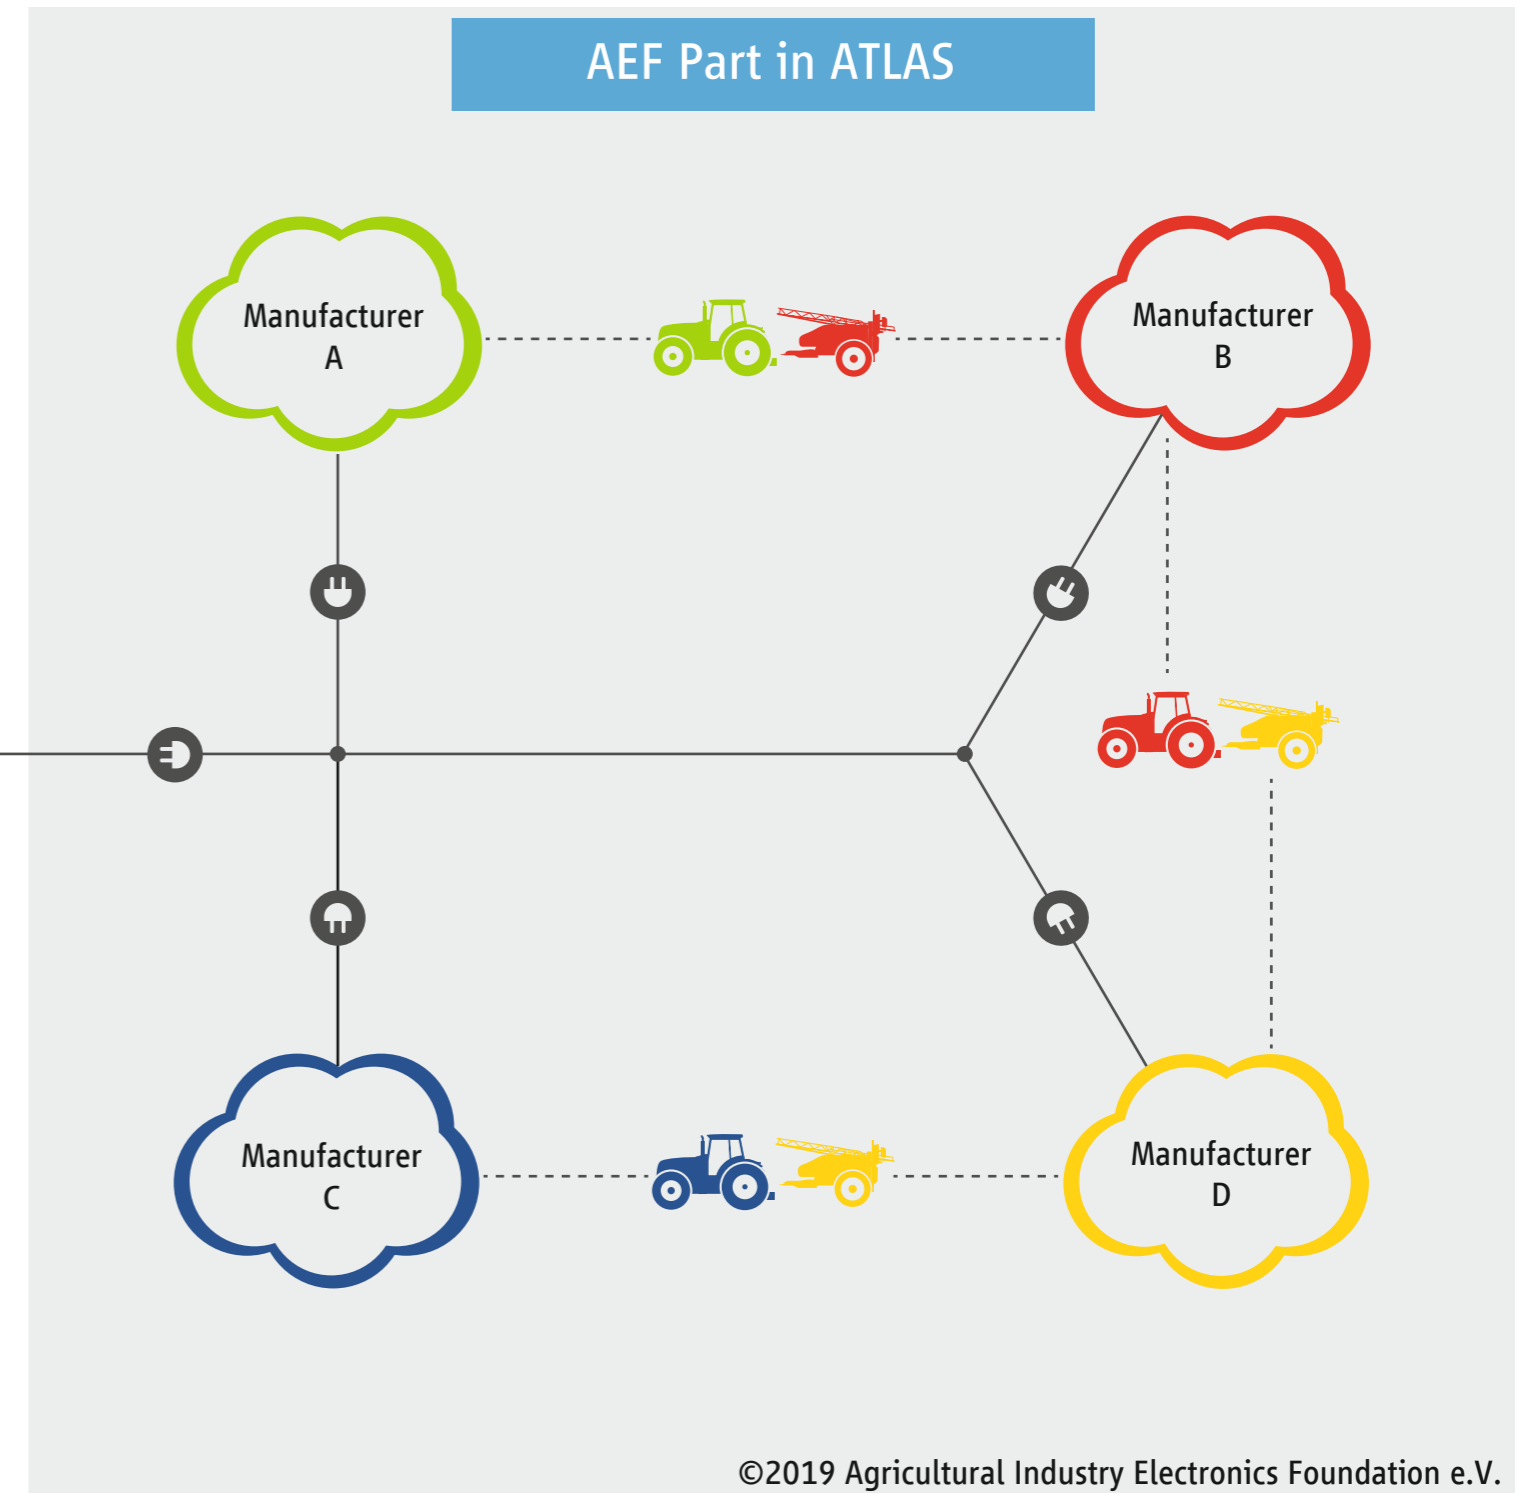 AEF Part in ATLAS
Manufacturer
A
Manufacturer
B
Manufacturer
C
Manufacturer
D
©2019 Agricultural Industry Electronics Foundation e.V.